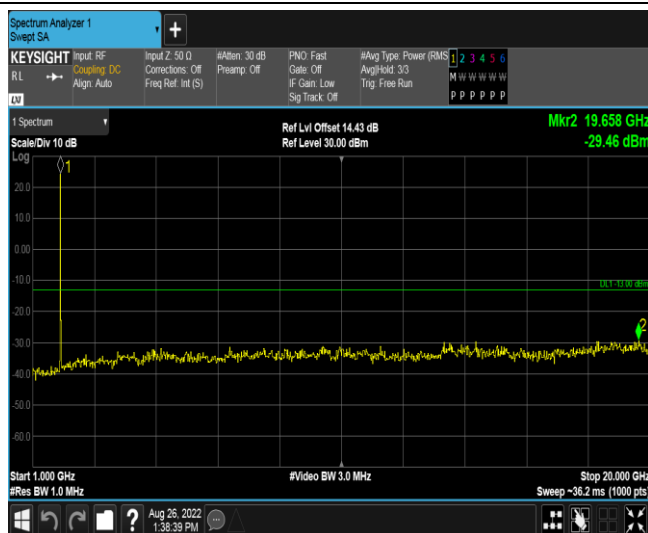 Spectrum Analyzer 1
Swept SA
+
KEYSIGHT
RL
Input: RF
Coupling: DC
Align: Auto
Input Z: 50 Ω
Corrections: Off
Freq Ref: Int (S)
#Atten: 30 dB
Preamp: Off
PNO: Fast
Gate: Off
IF Gain: Low
Sig Track: Off
#Avg Type: Power (RMS
Avg|Hold: 3/3
Trig: Free Run
1 2 3 4 5 6
M W W W W W
P P P P P P
LXI
1 Spectrum
Scale/Div 10 dB
Log
Ref Lvl Offset 14.43 dB
Ref Level 30.00 dBm
Mkr2 19.658 GHz
-29.46 dBm
1
20.0
10.0
0.00
-10.0
DL1 -13.00 dBm
-20.0
2
-30.0
-40.0
-50.0
-60.0
Start 1.000 GHz
#Res BW 1.0 MHz
#Video BW 3.0 MHz
Stop 20.000 GHz
Sweep ~36.2 ms (1000 pts)
?
Aug 26, 2022
1:38:39 PM